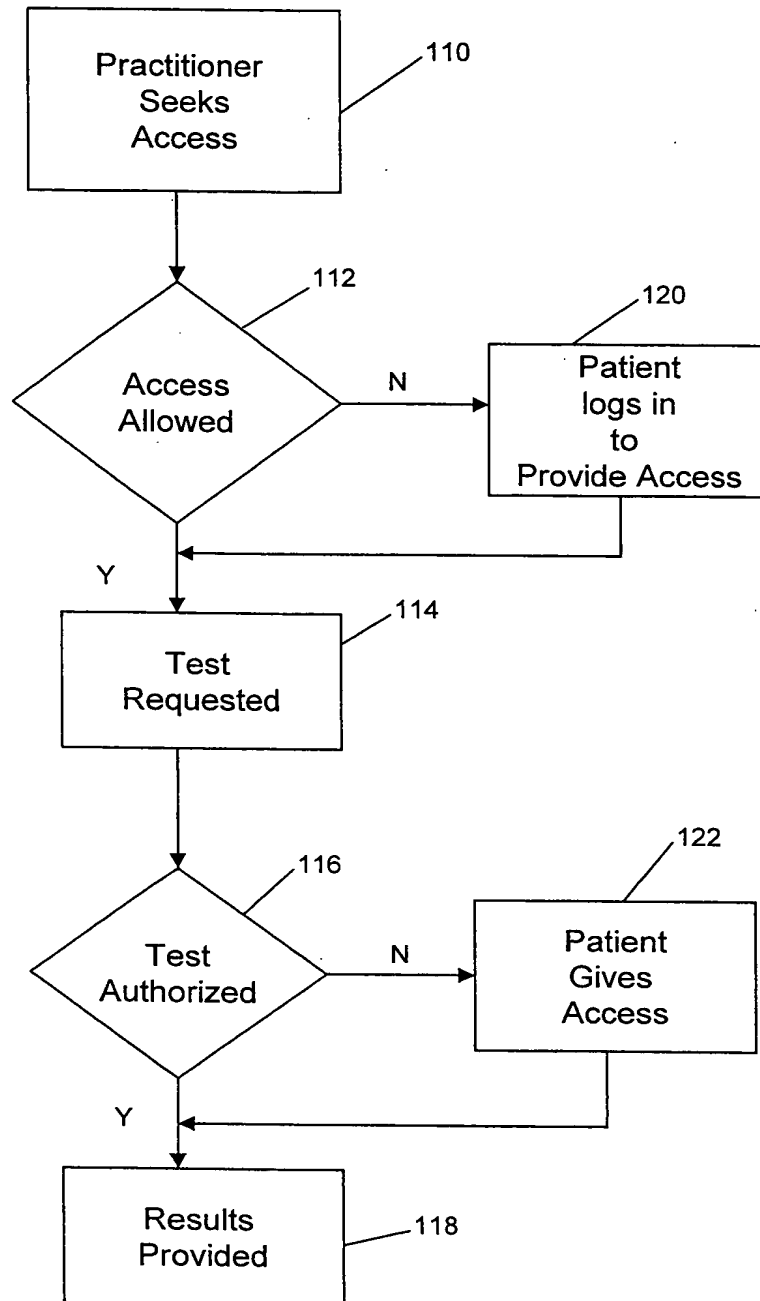 Practitioner
Seeks
Access
110
112
Access
Allowed
N
120
Patient
logs in
to
Provide Access
Y
114
Test
Requested
116
Test
Authorized
N
122
Patient
Gives
Access
Y
Results
Provided
118